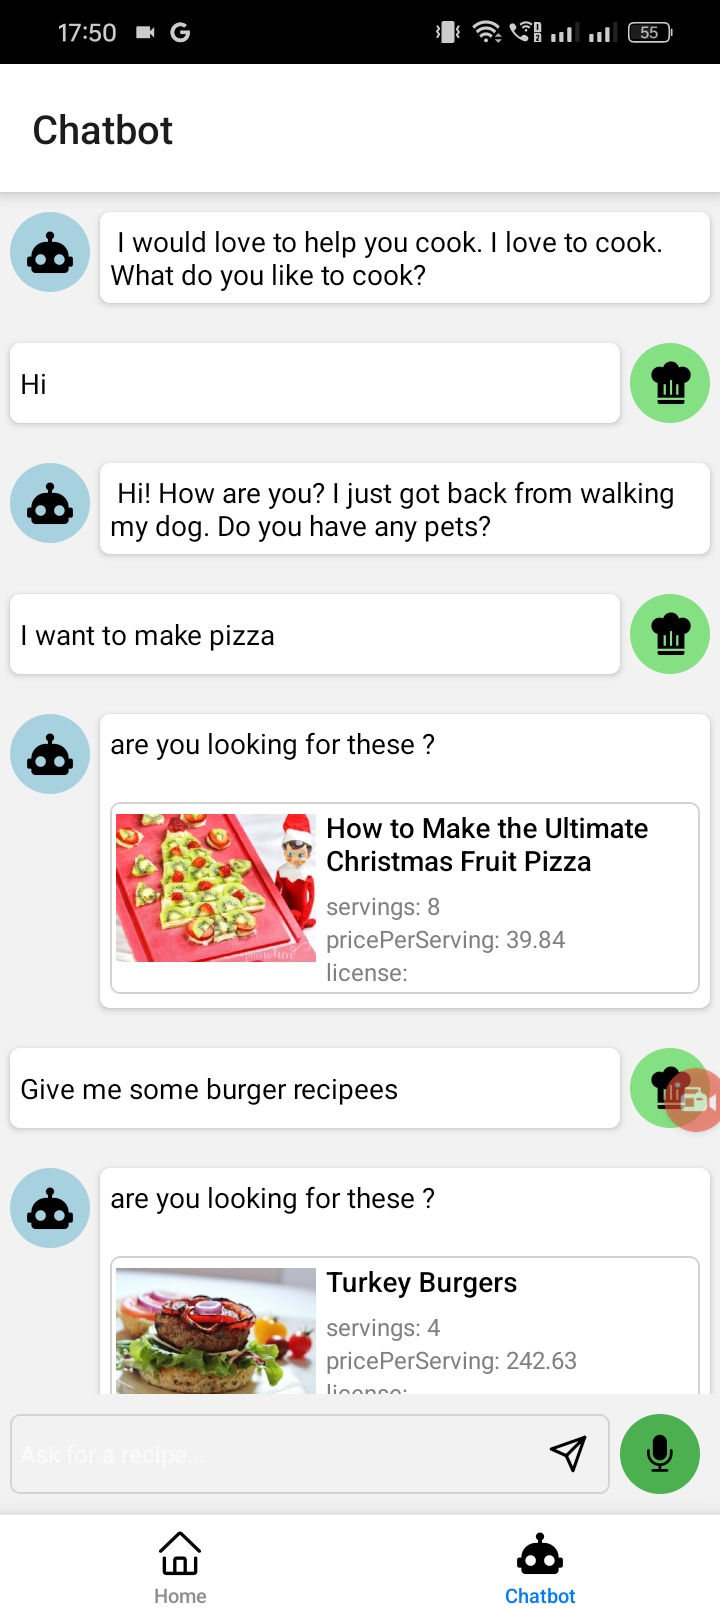 17:50
55
Chatbot
I would love to help you cook. I love to cook.
What do you like to cook?
Hi
Hi! How are you? I just got back from walking
my dog. Do you have any pets?
I want to make pizza
are you looking for these ?
How to Make the Ultimate
Christmas Fruit Pizza
servings: 8
pricePerServing: 39.84
license:
Give me some burger recipees
are you looking for these ?
Turkey Burgers
servings: 4
pricePerServing: 242.63
license:
Ask for a recipe...
Home
Chatbot